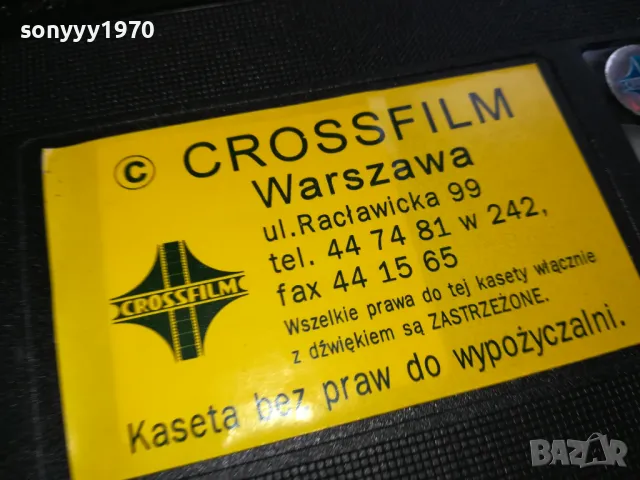 sonyyy1970
© CROSSFILM
Warszawa
ul.Racławicka 99
tel. 44 74 81 w 242,
fax 44 15 65
CROSSFILM
Wszelkie prawa do tej kasety włącznie
z dźwiękiem są ZASTRZEŻONE.
Kaseta bez praw do wypożyczalni.
BAZAR